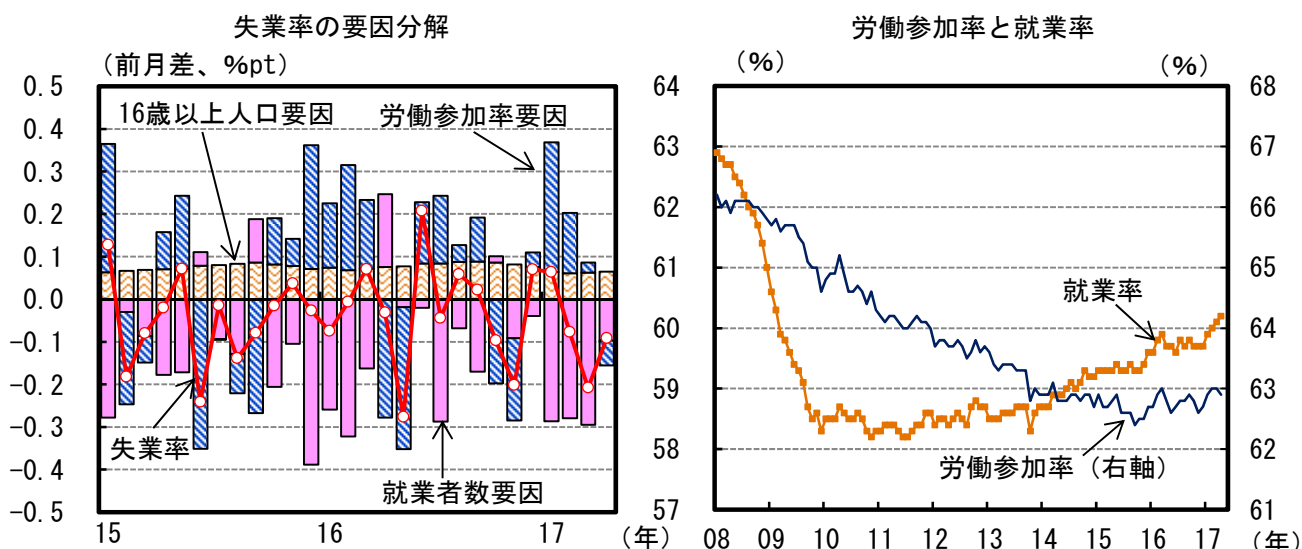 失業率の要因分解
(前月差、%pt)
0.5
0.4
0.3
0.2
0.1
0.0
-0.1
-0.2
-0.3
-0.4
-0.5
16歳以上人口要因
労働参加率要因
失業率
就業者数要因
15 16 17 (年)
労働参加率と就業率
(%) (%)
64
63
62
61
60
59
58
57
68
67
66
65
64
63
62
61
就業率
労働参加率(右軸)
08 09 10 11 12 13 14 15 16 17 (年)